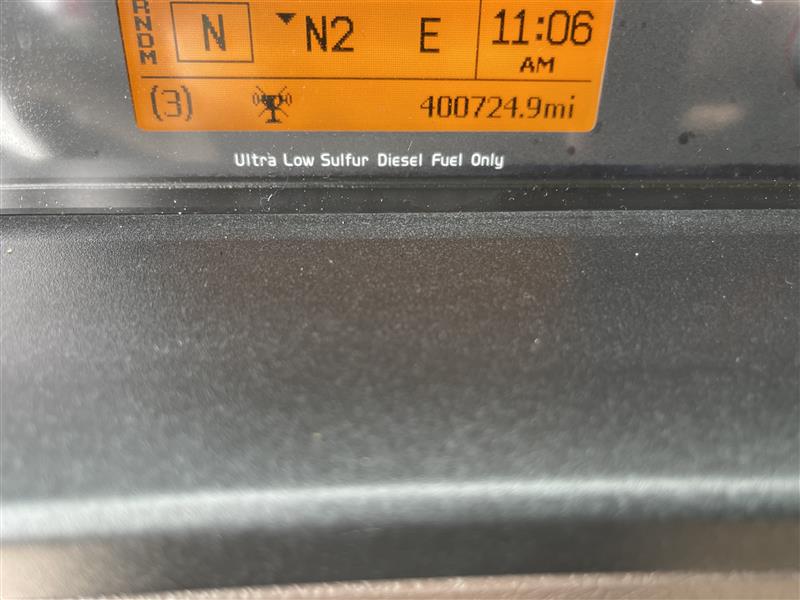 RNDM
N N2 E 11:06
AM
(3) 400724.9mi
Ultra Low Sulfur Diesel Fuel Only